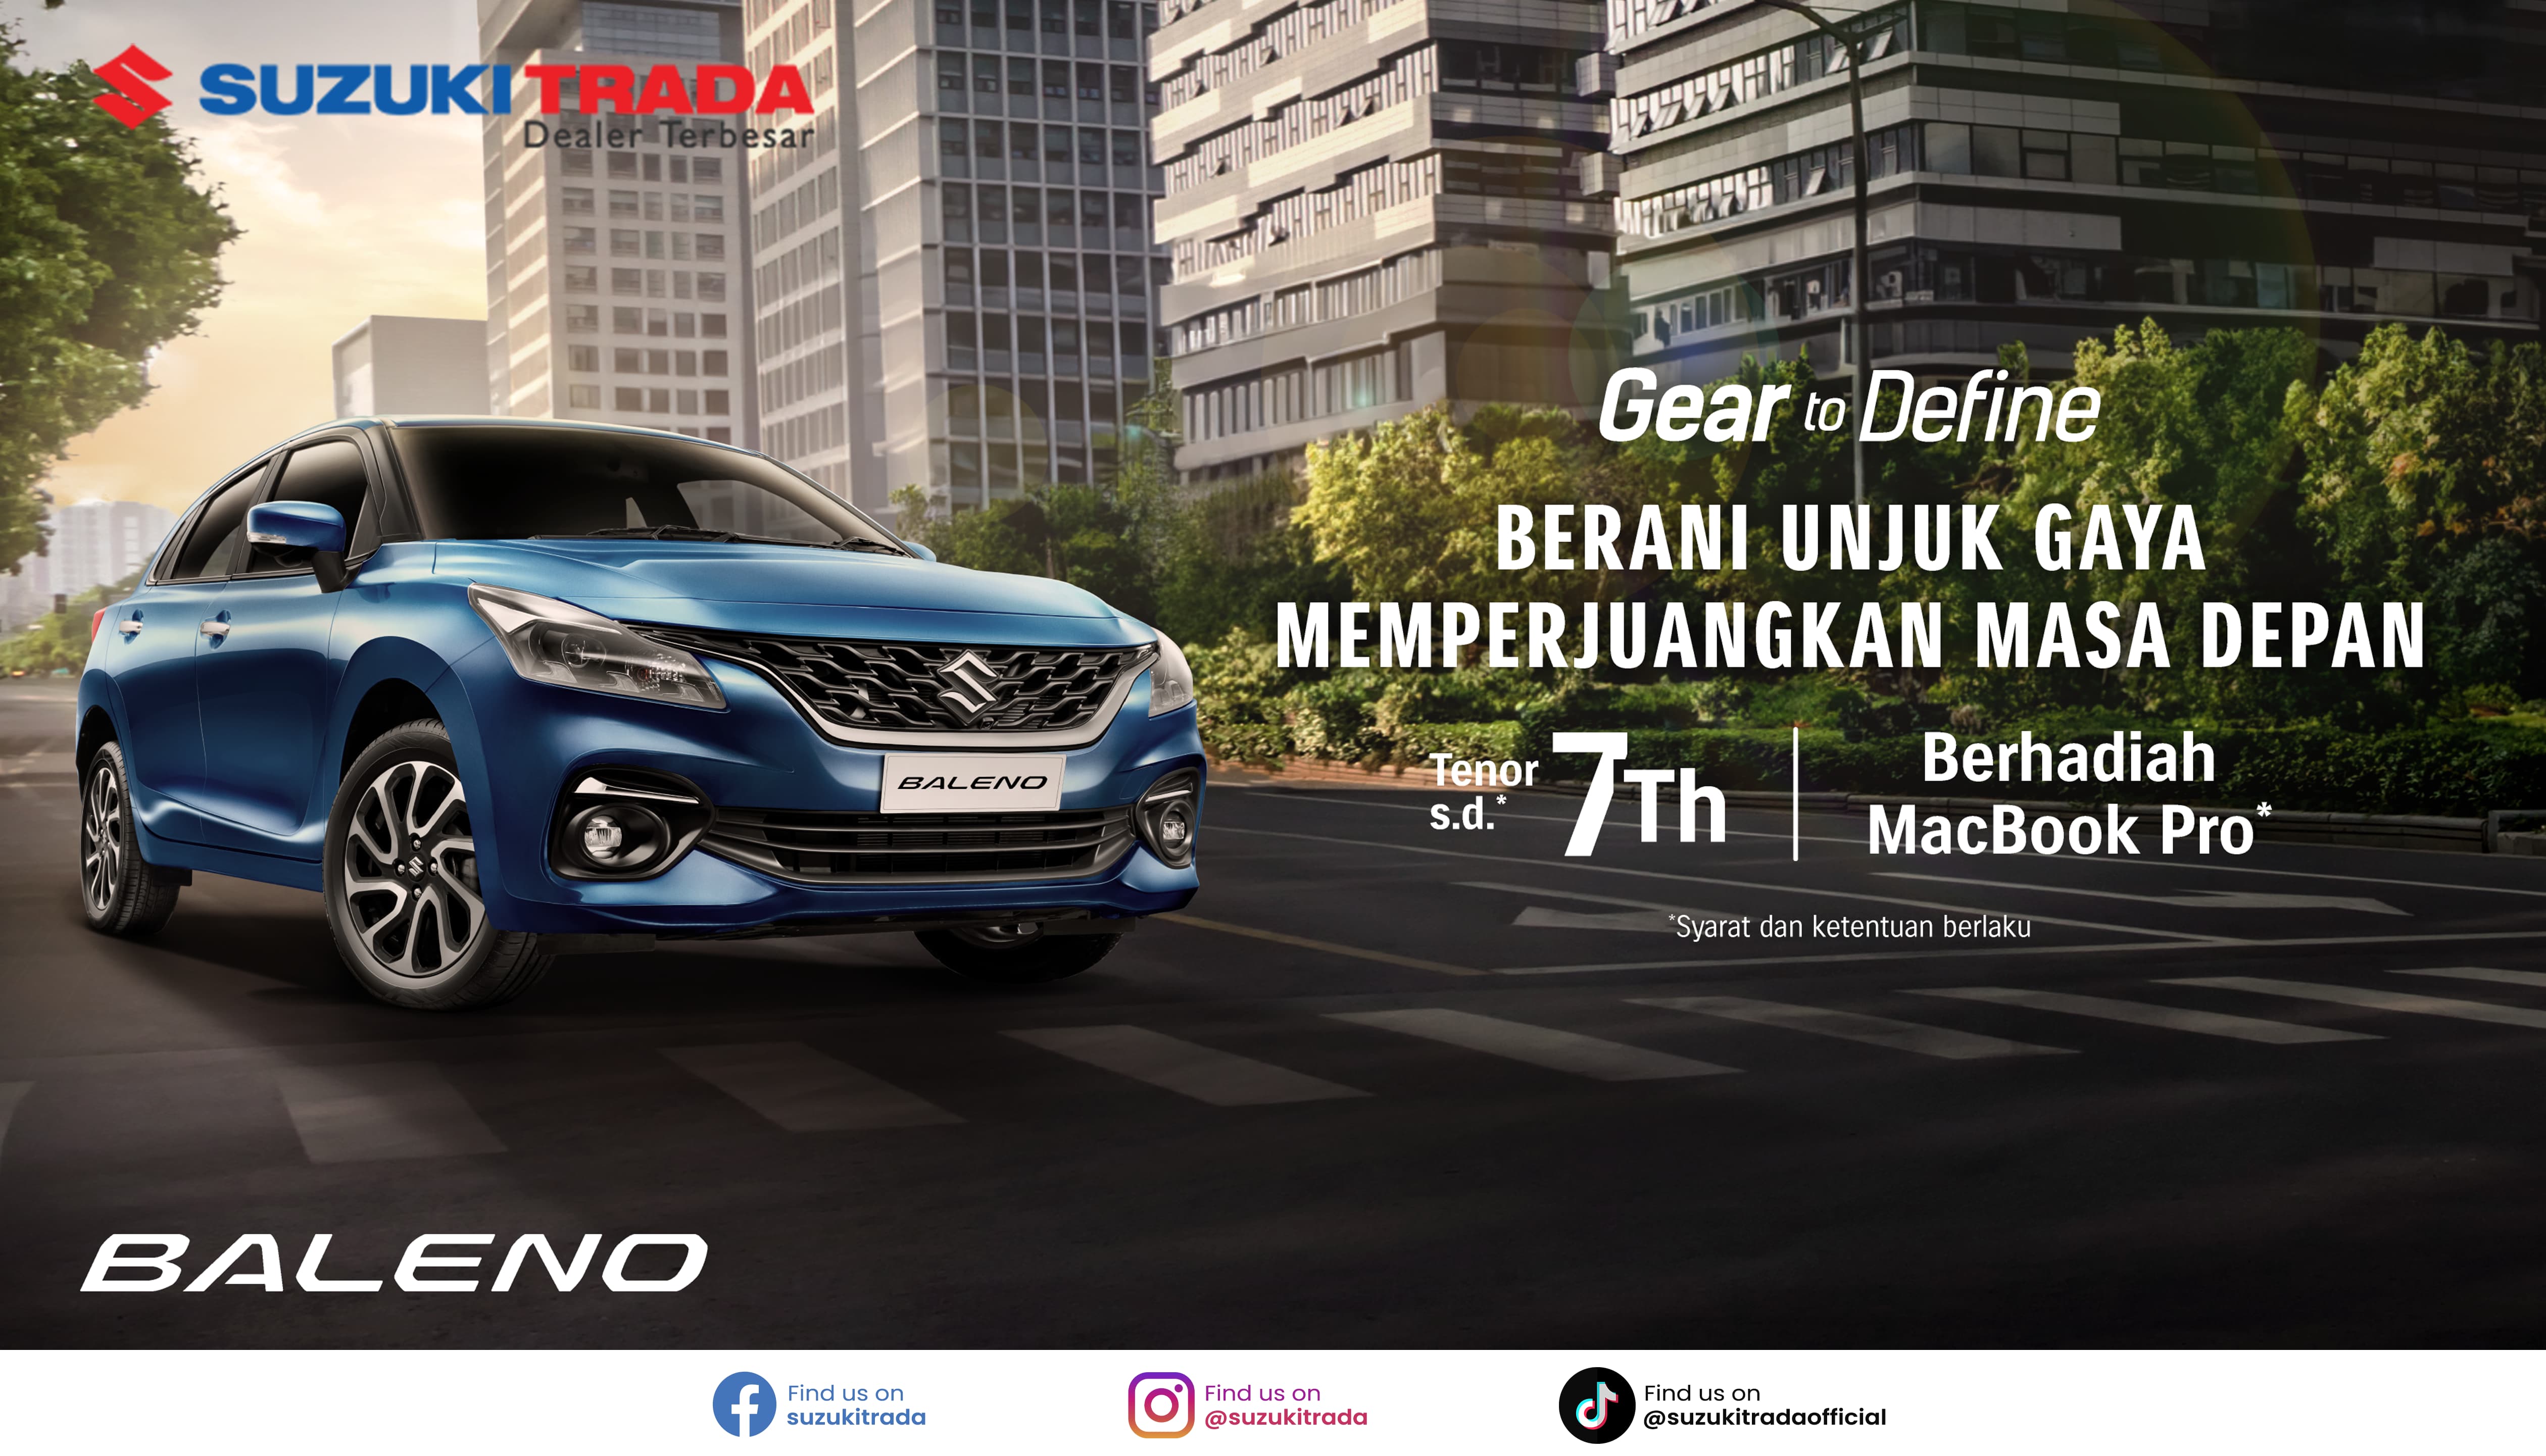 SUZUKI TRADA
Dealer Terbesar
Gear to Define
BERANI UNJUK GAYA
MEMPERJUANGKAN MASA DEPAN
Tenor
s.d.* 7Th
Berhadiah
MacBook Pro*
*Syarat dan ketentuan berlaku
BALENO
BALENO
Find us on
suzukitrada
Find us on
@suzukitrada
Find us on
@suzukitradaofficial